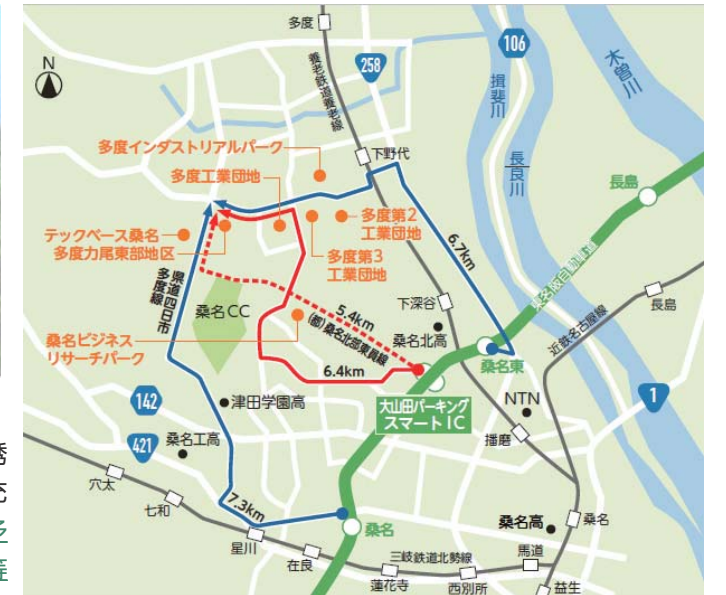 多度
106
258
N
養老鉄道養老線
揖斐川
木曽川
多度インダストリアルパーク
下野代
長良川
多度工業団地
長島
多度第2
工業団地
テックベース桑名
多度力尾東部地区
多度第3
工業団地
6.7km
東名阪自動車道
県道四日市
多度線
桑名CC
下深谷
長島
5.4km
桑名北高
近鉄名古屋線
(都)桑名北部東員線
桑名ビジネス
リサーチパーク
桑名東
6.4km
NTN
1
142
津田学園高
大山田パーキング
スマートIC
播磨
421
桑名工高
穴太
七和
7.3km
桑名
桑名高
桑名
星川
三岐鉄道北勢線
馬道
在良
蓮花寺
西別所
益生